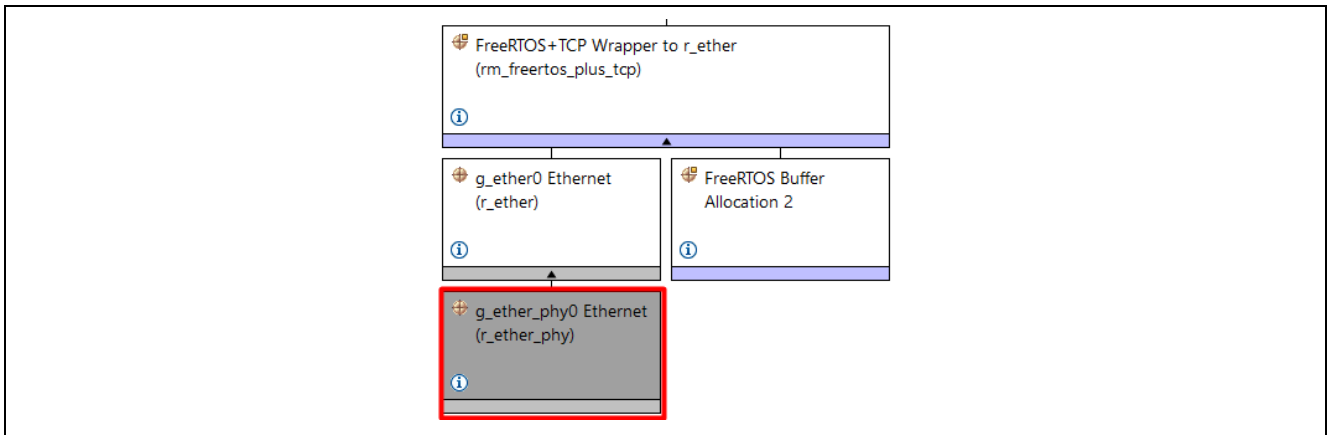 FreeRTOS+TCP Wrapper to r_ether
(rm_freertos_plus_tcp)
g_ether0 Ethernet
(r_ether)
FreeRTOS Buffer
Allocation 2
g_ether_phy0 Ethernet
(r_ether_phy)